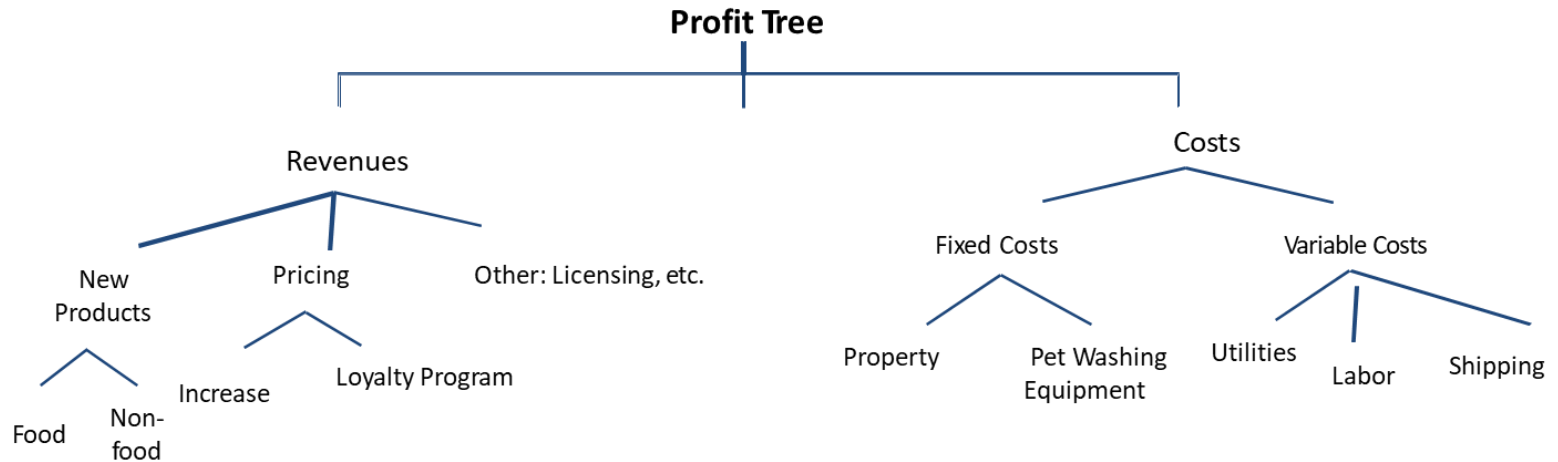 Profit Tree
Revenues
Costs
New
Products
Pricing
Other: Licensing, etc.
Fixed Costs
Variable Costs
Food
Non-
food
Increase
Loyalty Program
Property
Pet Washing
Equipment
Utilities
Labor
Shipping